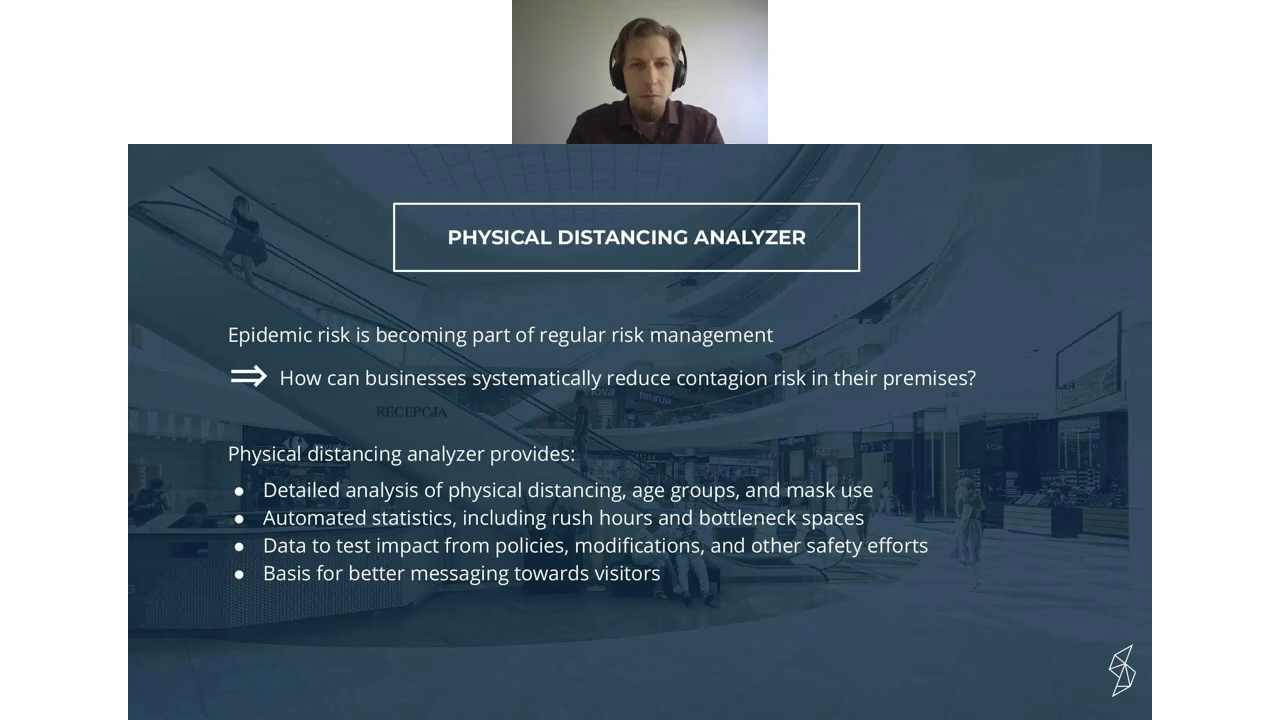 PHYSICAL DISTANCING ANALYZER
Epidemic risk is becoming part of regular risk management
⇒ How can businesses systematically reduce contagion risk in their premises?
RECEPCJA
Physical distancing analyzer provides:
● Detailed analysis of physical distancing, age groups, and mask use
● Automated statistics, including rush hours and bottleneck spaces
● Data to test impact from policies, modifications, and other safety efforts
● Basis for better messaging towards visitors